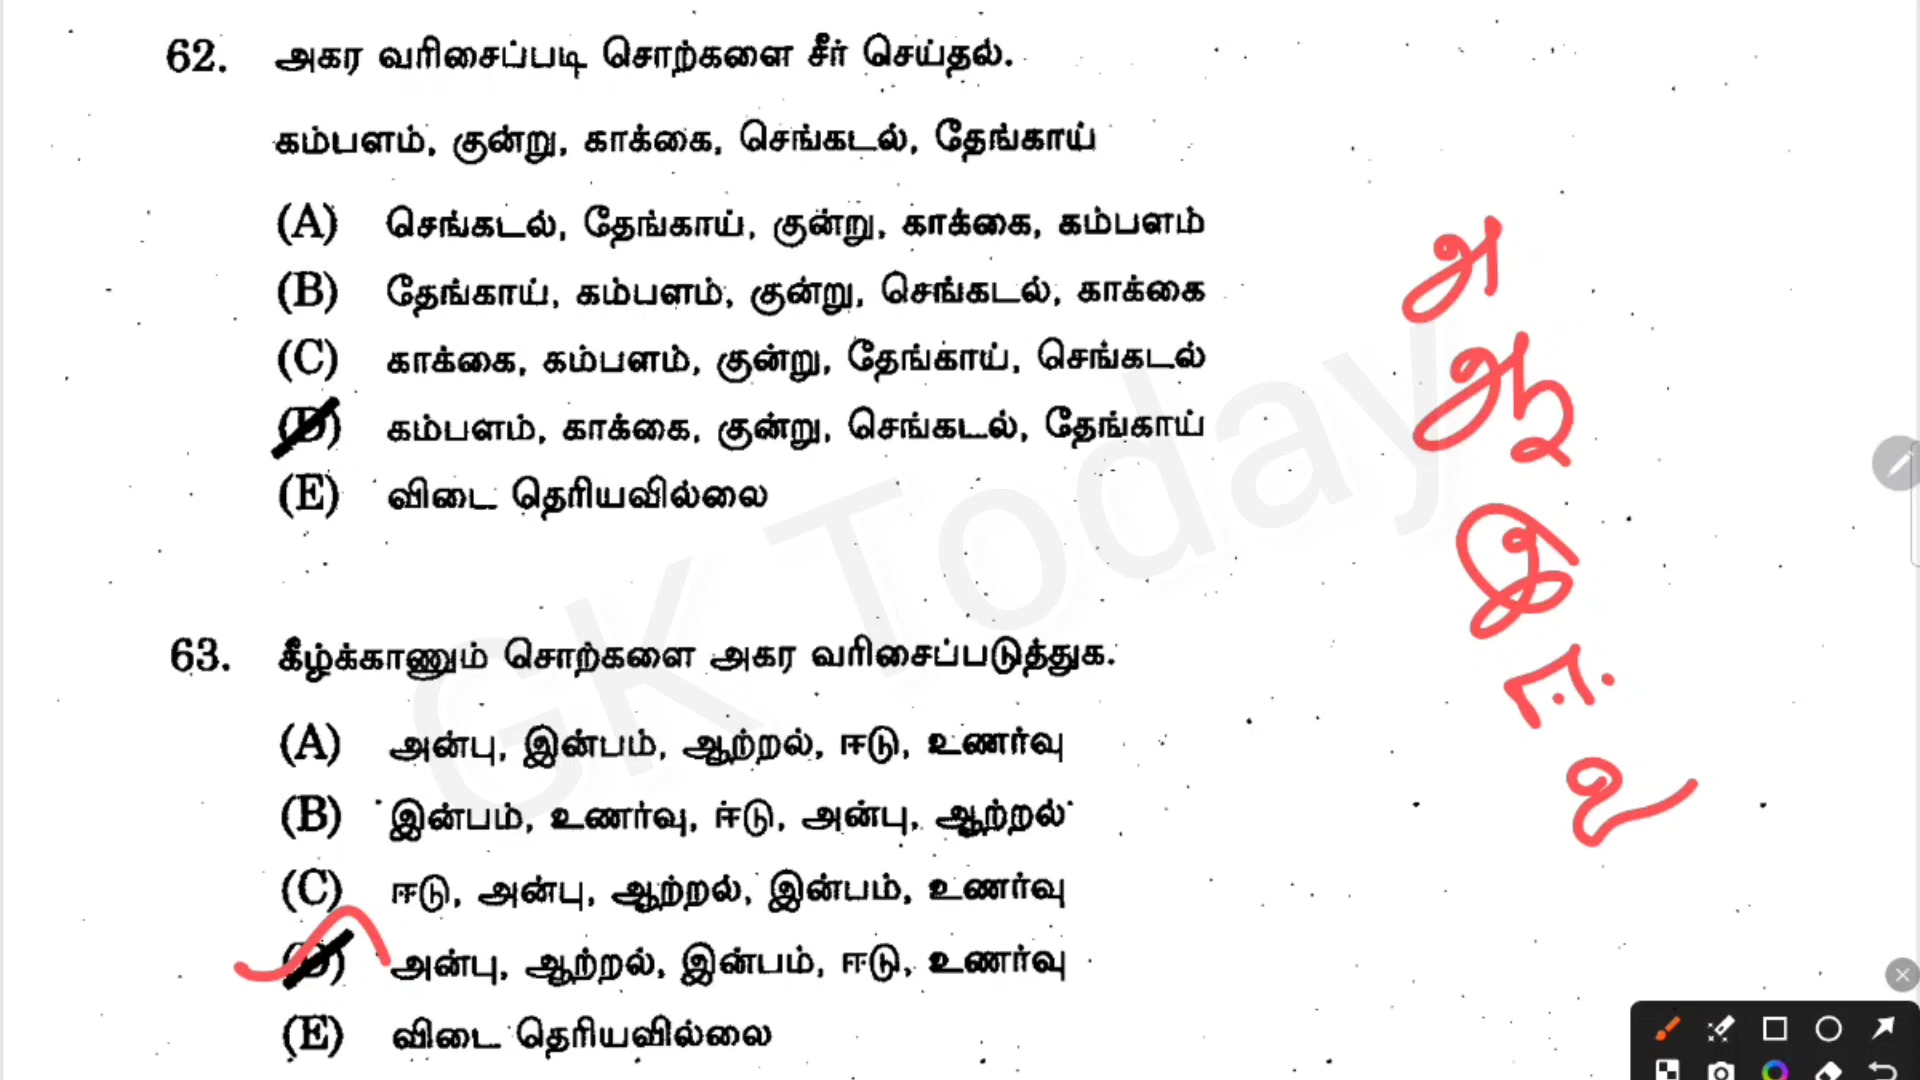 62. அகர வரிசைப்படி சொற்களை சீர் செய்தல்.
கம்பளம், குன்று, காக்கை, செங்கடல், தேங்காய்
(A) செங்கடல், தேங்காய், குன்று, காக்கை, கம்பளம்
(B) தேங்காய், கம்பளம், குன்று, செங்கடல், காக்கை
(C) காக்கை, கம்பளம், குன்று, தேங்காய், செங்கடல்
(D) கம்பளம், காக்கை, குன்று, செங்கடல், தேங்காய்
(E) விடை தெரியவில்லை
63. கீழ்க்காணும் சொற்களை அகர வரிசைப்படுத்துக.
(A) அன்பு, இன்பம், ஆற்றல், ஈடு, உணர்வு
(B) இன்பம், உணர்வு, ஈடு, அன்பு, ஆற்றல்
(C) ஈடு, அன்பு, ஆற்றல், இன்பம், உணர்வு
(D) அன்பு, ஆற்றல், இன்பம், ஈடு, உணர்வு
(E) விடை தெரியவில்லை
அ
ஆ
இ
ஈ
உ
GK Today